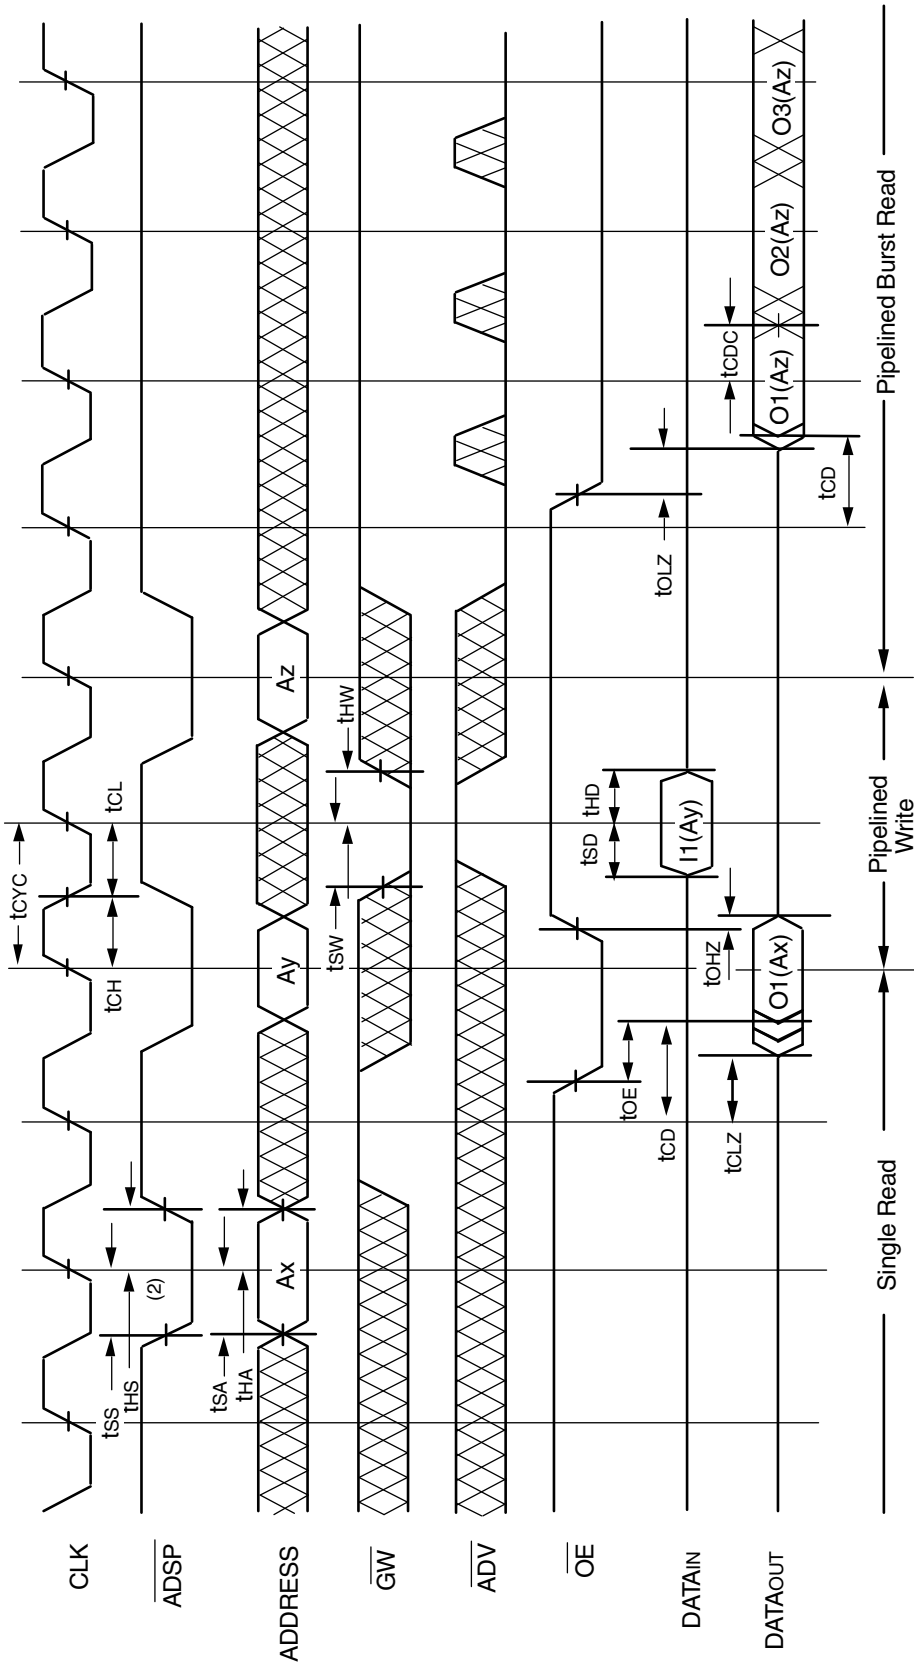 CLK
tCYC
tCH
tCL
tSS
tHS
(2)
ADSP
ADDRESS
tSA
tHA
Ax
Ay
Az
GW
tSW
tHW
ADV
OE
tOE
tOLZ
tCD
DATAIN
tSD
tHD
I1(Ay)
tOHZ
tCLZ
DATAOUT
O1(Ax)
tCDC
O1(Az)
O2(Az)
O3(Az)
tCD
Single Read
Pipelined
Write
Pipelined Burst Read